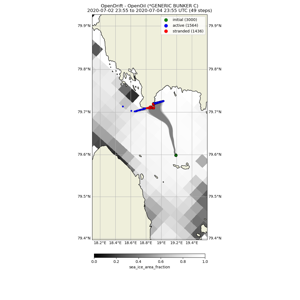 OpenDrift - OpenOil (*GENERIC BUNKER C)
2020-07-02 23:55 to 2020-07-04 23:55 UTC (49 steps)
initial (3000)
active (1564)
stranded (1436)
79.9°N 79.9°N
79.8°N 79.8°N
79.7°N 79.7°N
79.6°N 79.6°N
79.5°N 79.5°N
79.4°N 79.4°N
18.2°E 18.4°E 18.6°E 18.8°E 19°E 19.2°E 19.4°E
0.0 0.2 0.4 0.6 0.8 1.0
sea_ice_area_fraction